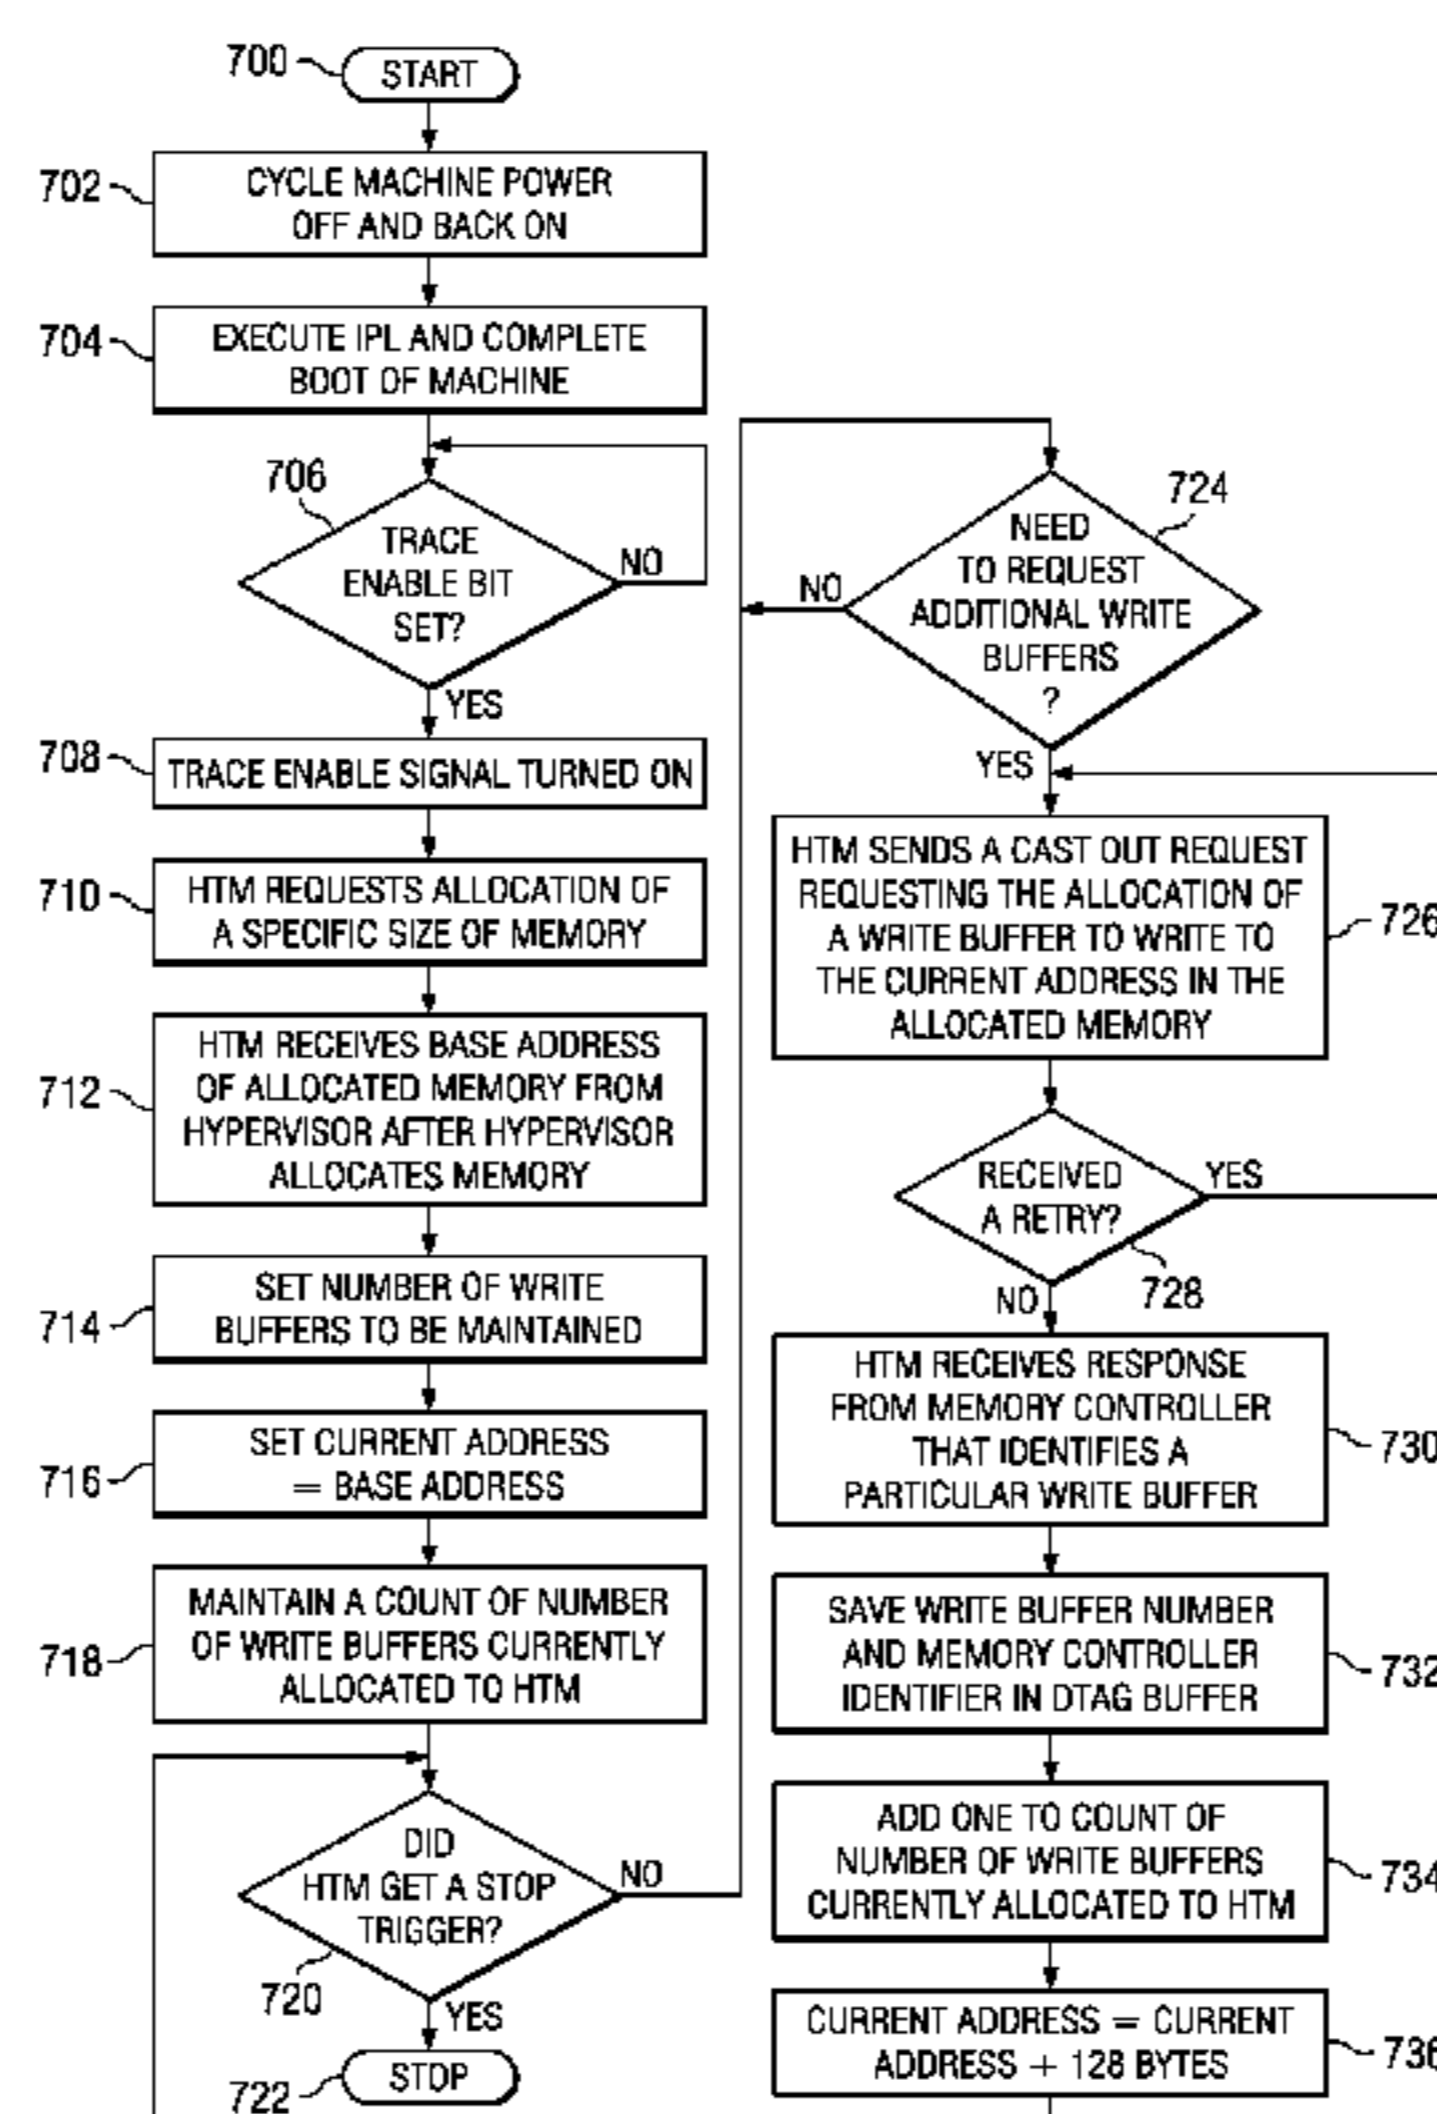 700
START
702
CYCLE MACHINE POWER
OFF AND BACK ON
704
EXECUTE IPL AND COMPLETE
BOOT OF MACHINE
706
TRACE
ENABLE BIT
SET?
NO
YES
708
TRACE ENABLE SIGNAL TURNED ON
710
HTM REQUESTS ALLOCATION OF
A SPECIFIC SIZE OF MEMORY
712
HTM RECEIVES BASE ADDRESS
OF ALLOCATED MEMORY FROM
HYPERVISOR AFTER HYPERVISOR
ALLOCATES MEMORY
714
SET NUMBER OF WRITE
BUFFERS TO BE MAINTAINED
716
SET CURRENT ADDRESS
= BASE ADDRESS
718
MAINTAIN A COUNT OF NUMBER
OF WRITE BUFFERS CURRENTLY
ALLOCATED TO HTM
DID
HTM GET A STOP
TRIGGER?
NO
720
YES
STOP
722
724
NEED
TO REQUEST
ADDITIONAL WRITE
BUFFERS
?
NO
YES
HTM SENDS A CAST OUT REQUEST
REQUESTING THE ALLOCATION OF
A WRITE BUFFER TO WRITE TO
THE CURRENT ADDRESS IN THE
ALLOCATED MEMORY
726
RECEIVED
A RETRY?
YES
728
NO
HTM RECEIVES RESPONSE
FROM MEMORY CONTROLLER
THAT IDENTIFIES A
PARTICULAR WRITE BUFFER
730
SAVE WRITE BUFFER NUMBER
AND MEMORY CONTROLLER
IDENTIFIER IN DTAG BUFFER
732
ADD ONE TO COUNT OF
NUMBER OF WRITE BUFFERS
CURRENTLY ALLOCATED TO HTM
734
CURRENT ADDRESS = CURRENT
ADDRESS + 128 BYTES
736